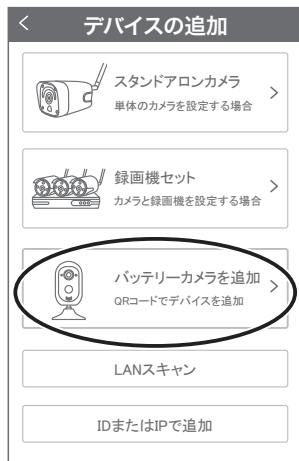 デバイスの追加
スタンドアロンカメラ
単体のカメラを設定する場合
録画機セット
カメラと録画機を設定する場合
バッテリーカメラを追加
QRコードでデバイスを追加
LANスキャン
IDまたはIPで追加